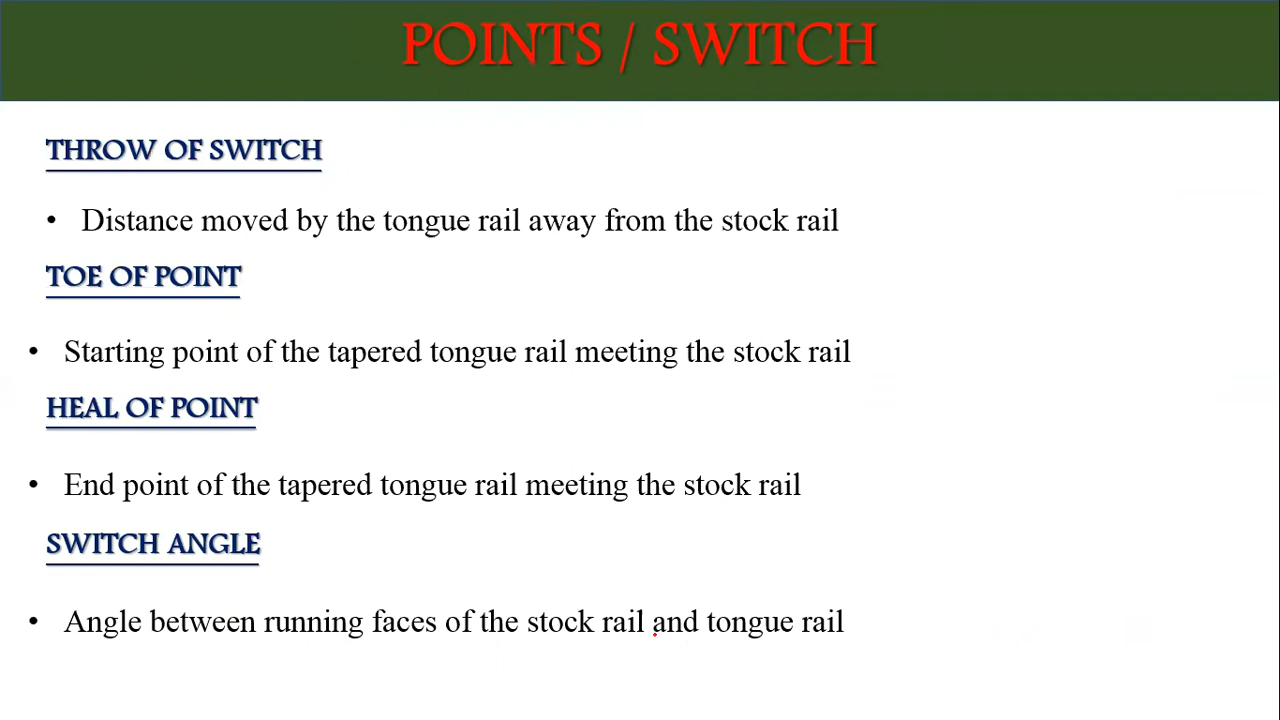 POINTS / SWITCH
THROW OF SWITCH
• Distance moved by the tongue rail away from the stock rail
TOE OF POINT
• Starting point of the tapered tongue rail meeting the stock rail
HEAL OF POINT
• End point of the tapered tongue rail meeting the stock rail
SWITCH ANGLE
• Angle between running faces of the stock rail and tongue rail